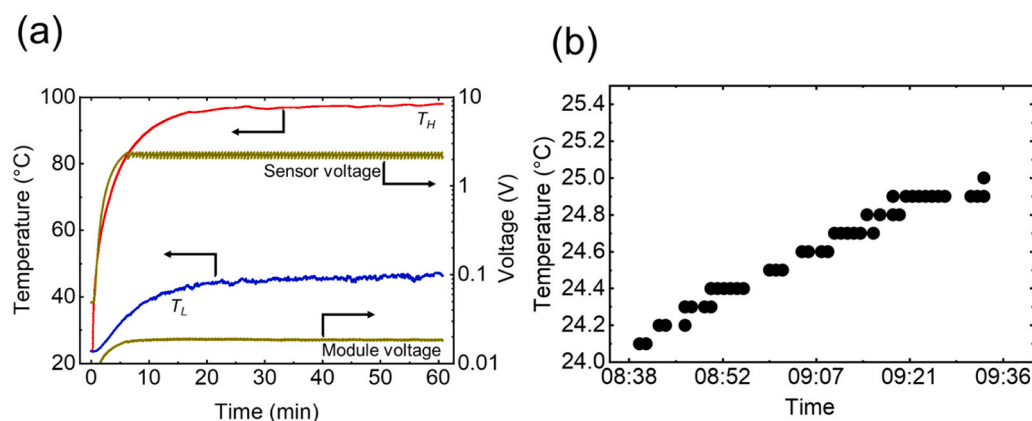 (a)
100
80
60
40
20
Temperature (°C)
0 10 20 30 40 50 60
Time (min)
10
1
0.1
0.01
Voltage (V)
T_H
Sensor voltage
T_L
Module voltage
(b)
25.4
25.2
25.0
24.8
24.6
24.4
24.2
24.0
Temperature (°C)
08:38 08:52 09:07 09:21 09:36
Time